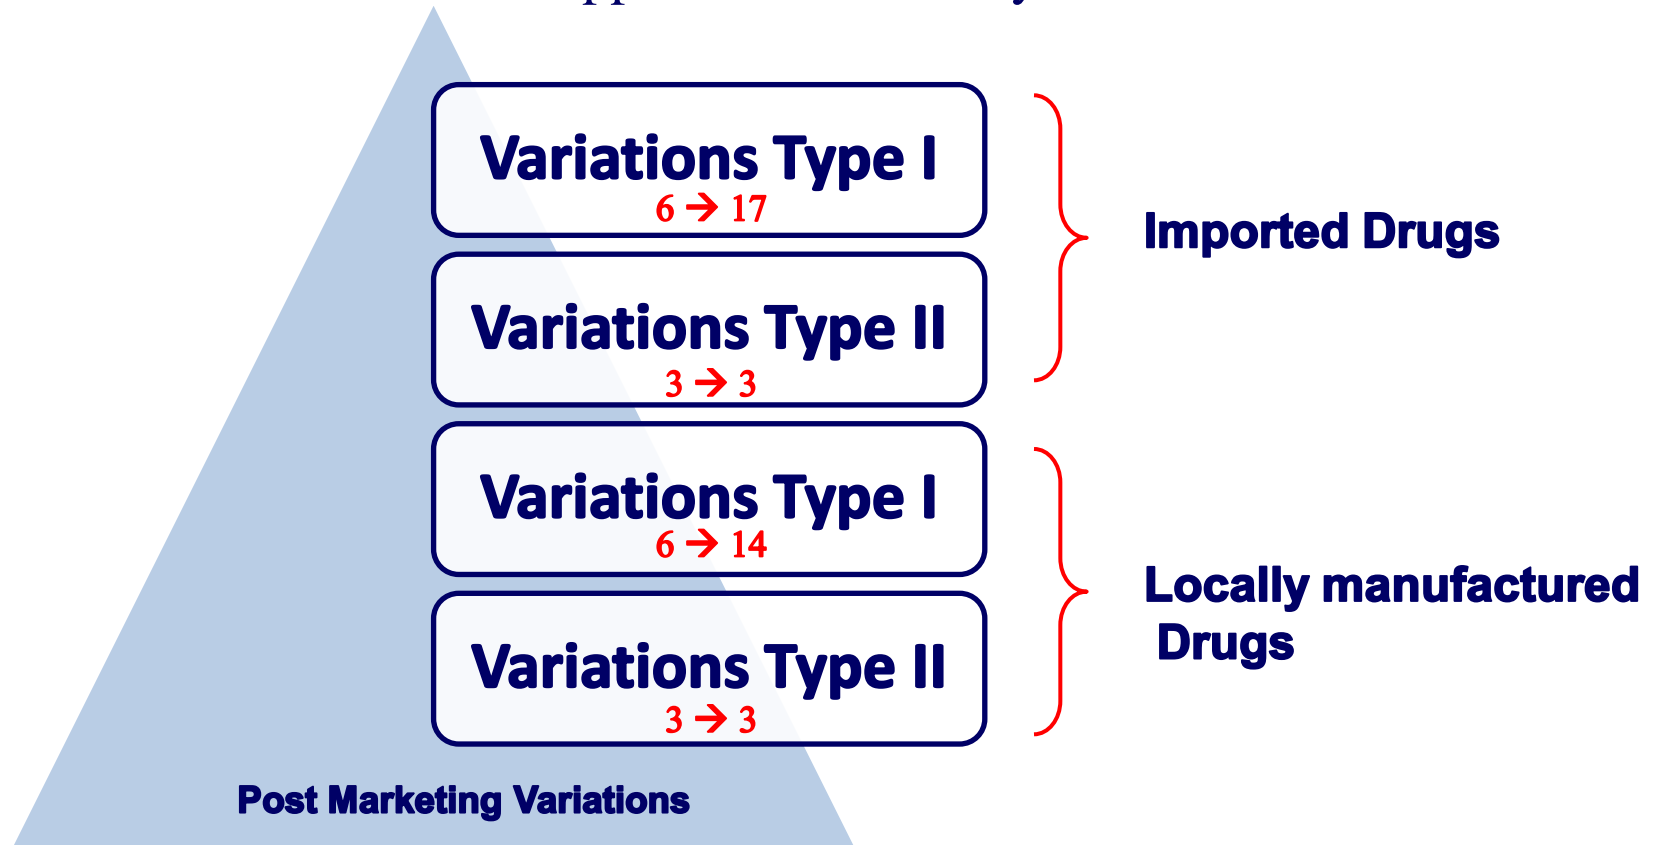 Variations Type I
6 → 17
Imported Drugs
Variations Type II
3 → 3
Variations Type I
6 → 14
Locally manufactured
Drugs
Variations Type II
3 → 3
Post Marketing Variations